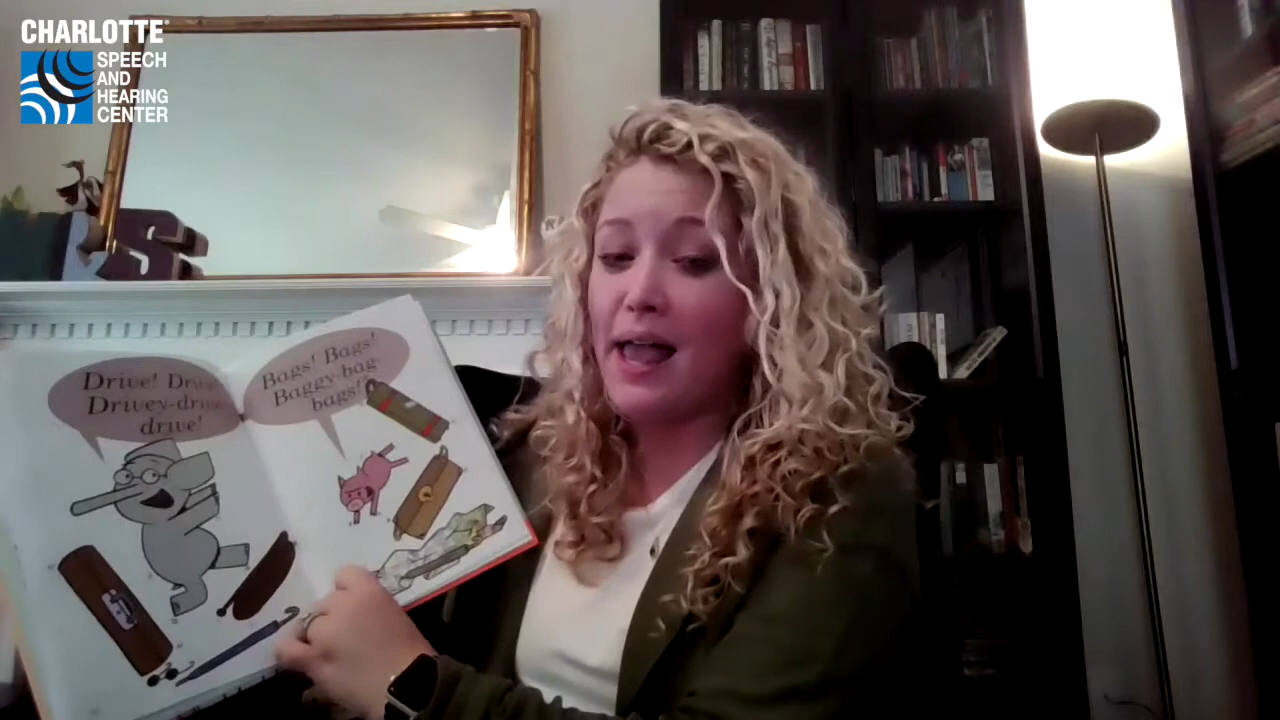 CHARLOTTE
SPEECH
AND
HEARING
CENTER
Drive! Drive!
Drivey-drive-
drive!
Bags! Bags!
Baggy-bag-
bags!